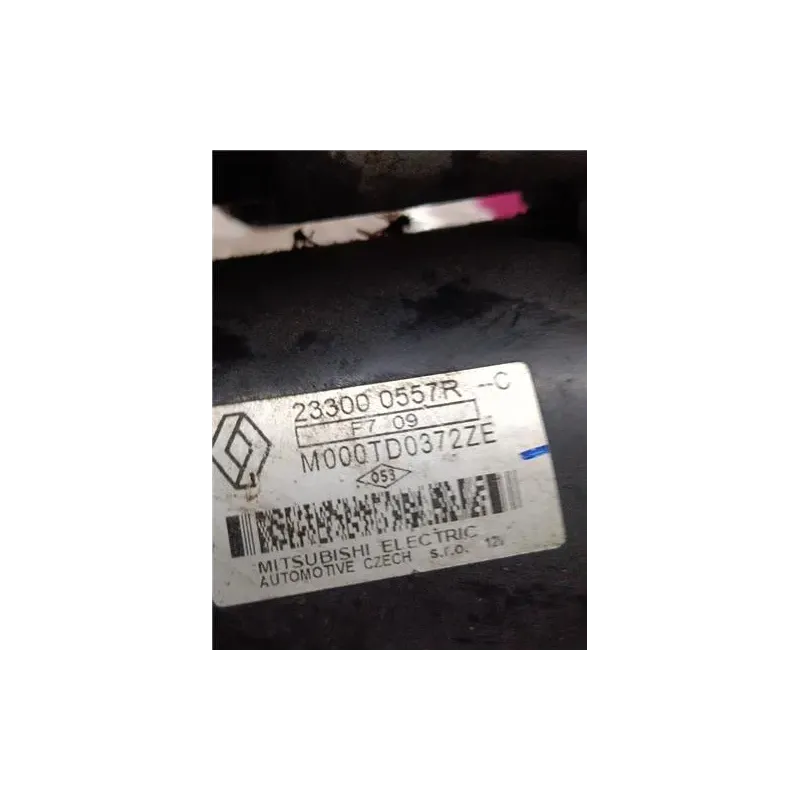 23300 0557R --C
F7 09
M000TD0372ZE
053
MITSUBISHI ELECTRIC
AUTOMOTIVE CZECH s.r.o. 12V